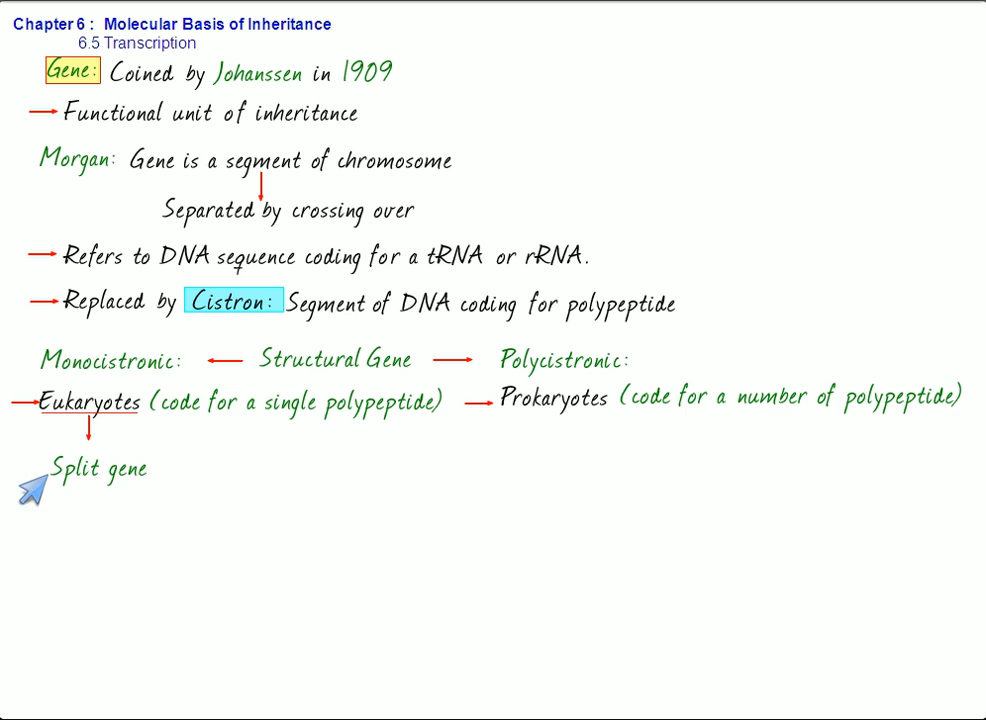 Chapter 6 : Molecular Basis of Inheritance
6.5 Transcription
Gene: Coined by Johanssen in 1909
Functional unit of inheritance
Morgan: Gene is a segment of chromosome
Separated by crossing over
Refers to DNA sequence coding for a tRNA or rRNA.
Replaced by Cistron: Segment of DNA coding for polypeptide
Monocistronic: Structural Gene Polycistronic:
Eukaryotes (code for a single polypeptide) Prokaryotes (code for a number of polypeptide)
Split gene